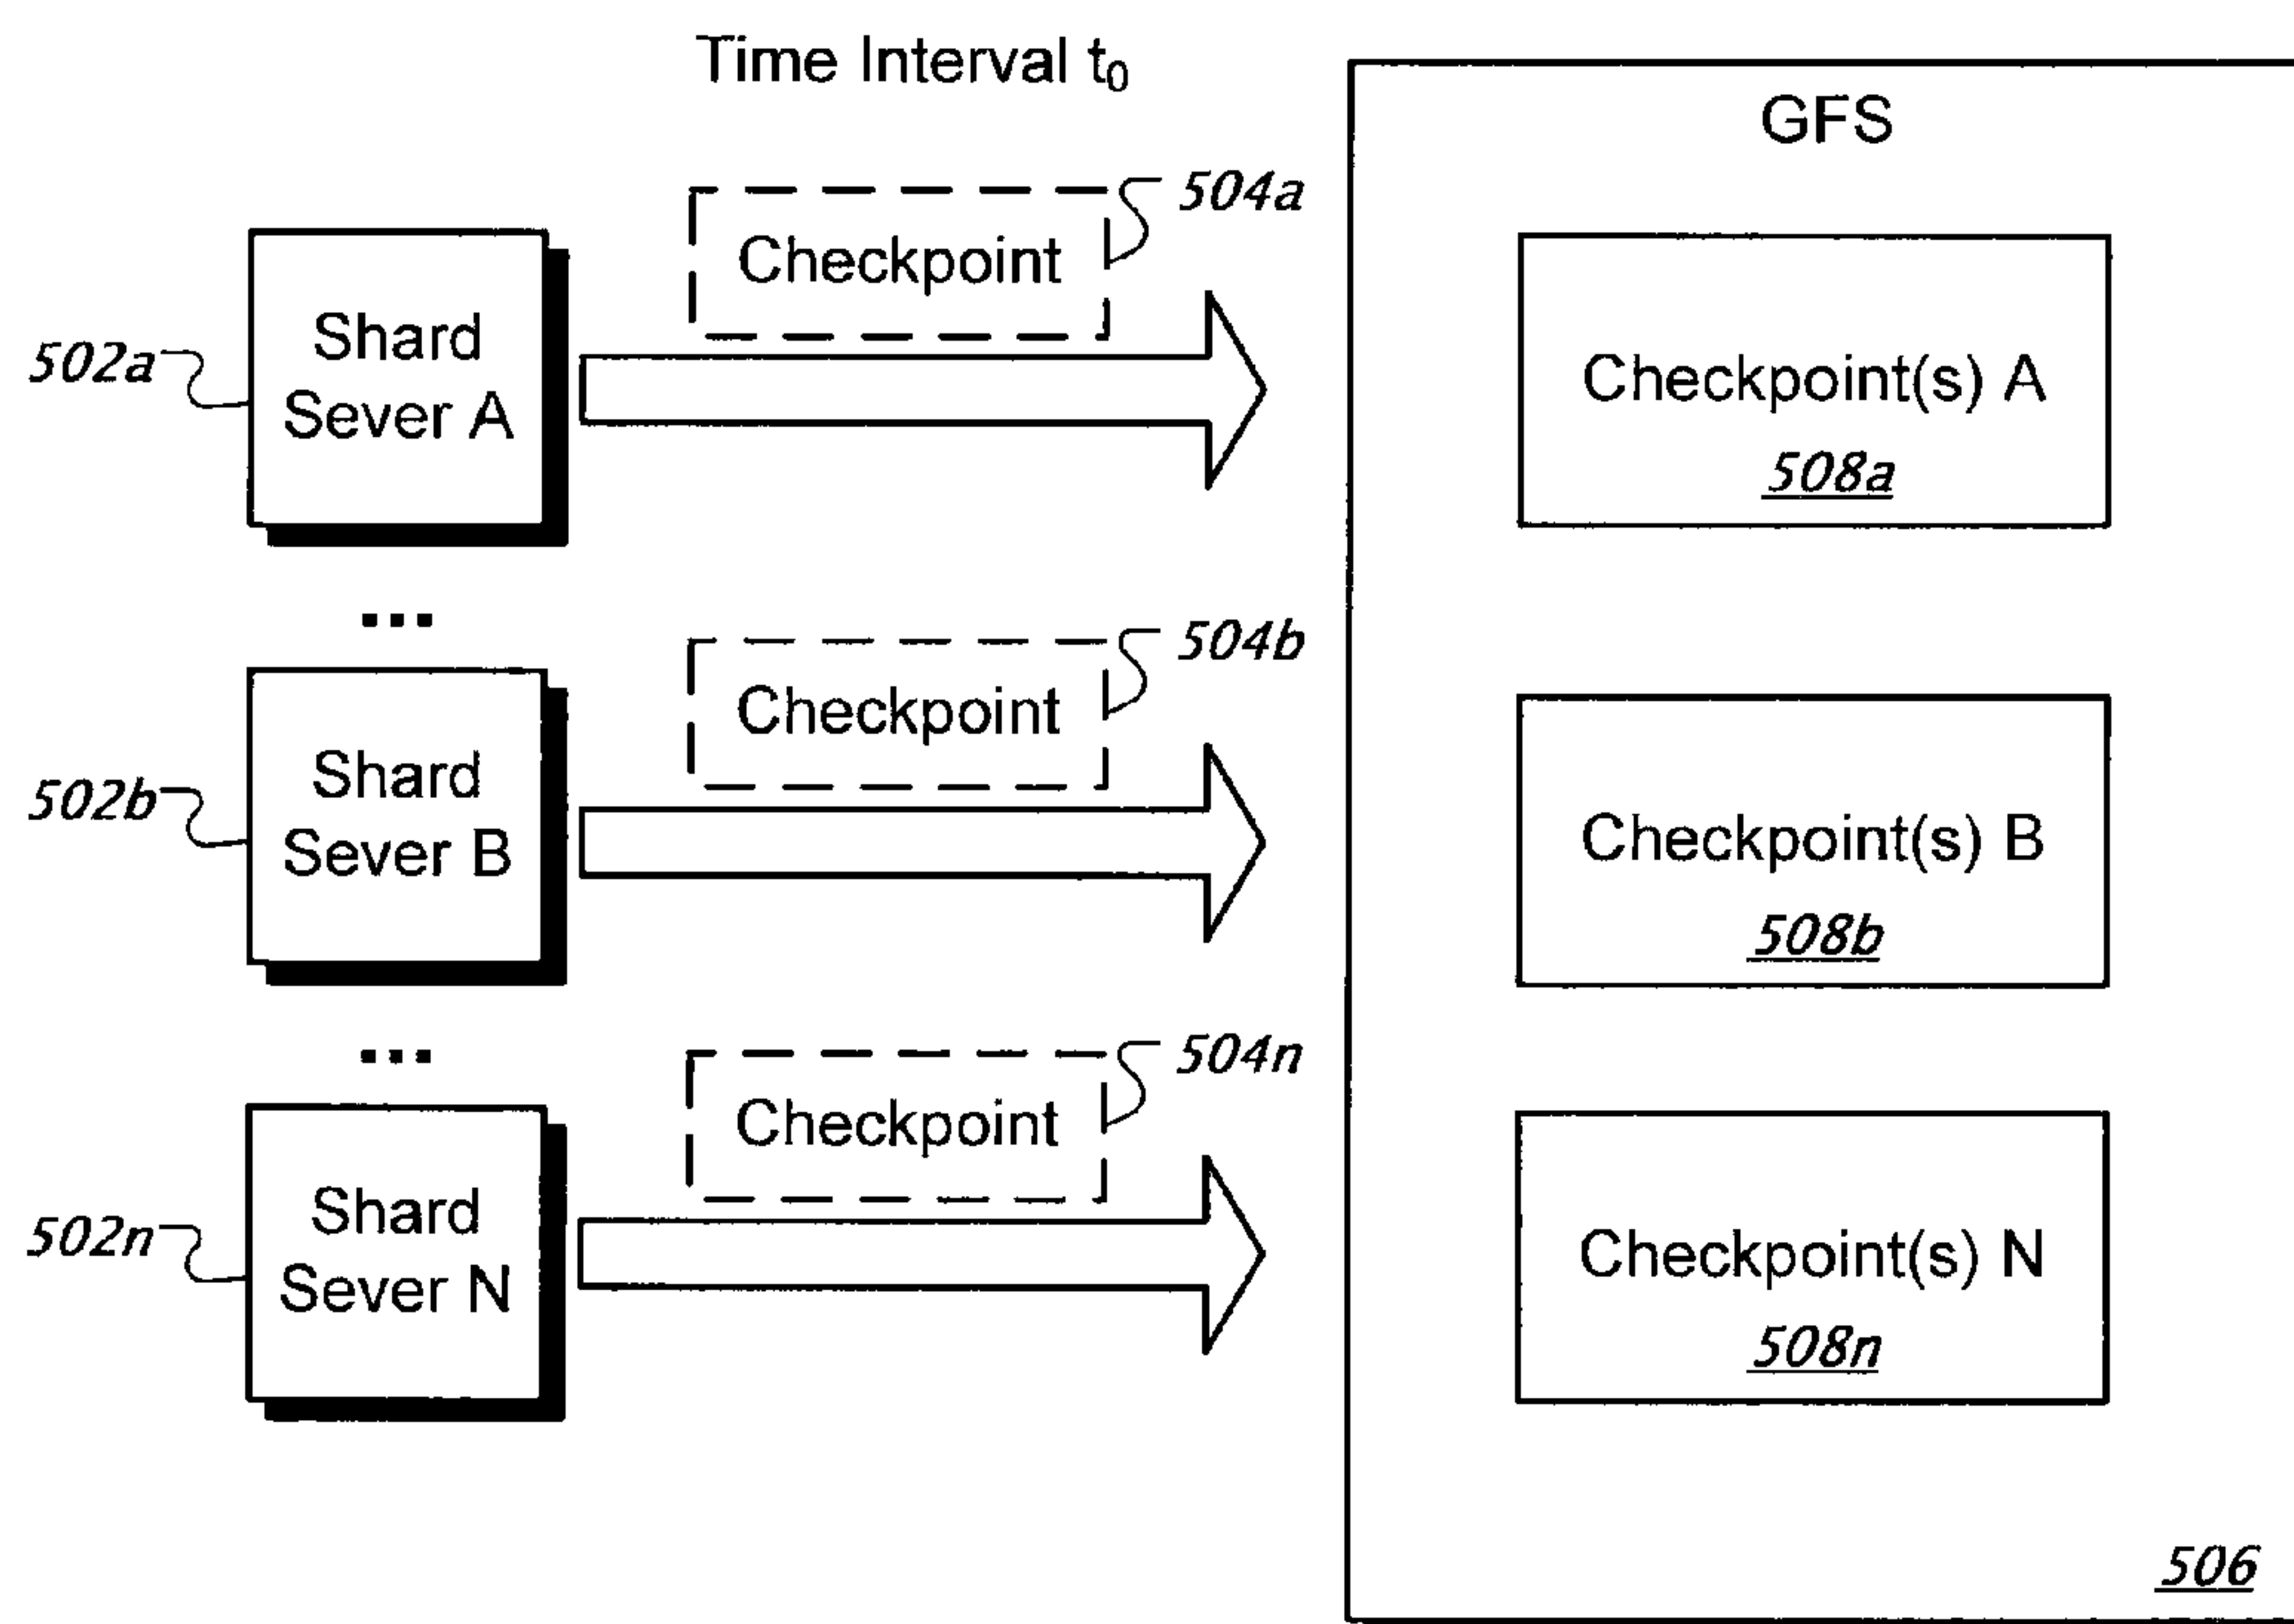 Time Interval t₀
GFS
504a
Checkpoint
Shard
Sever A
502a
Checkpoint(s) A
508a
...
504b
Checkpoint
Shard
Sever B
502b
Checkpoint(s) B
508b
...
504n
Checkpoint
Shard
Sever N
502n
Checkpoint(s) N
508n
506